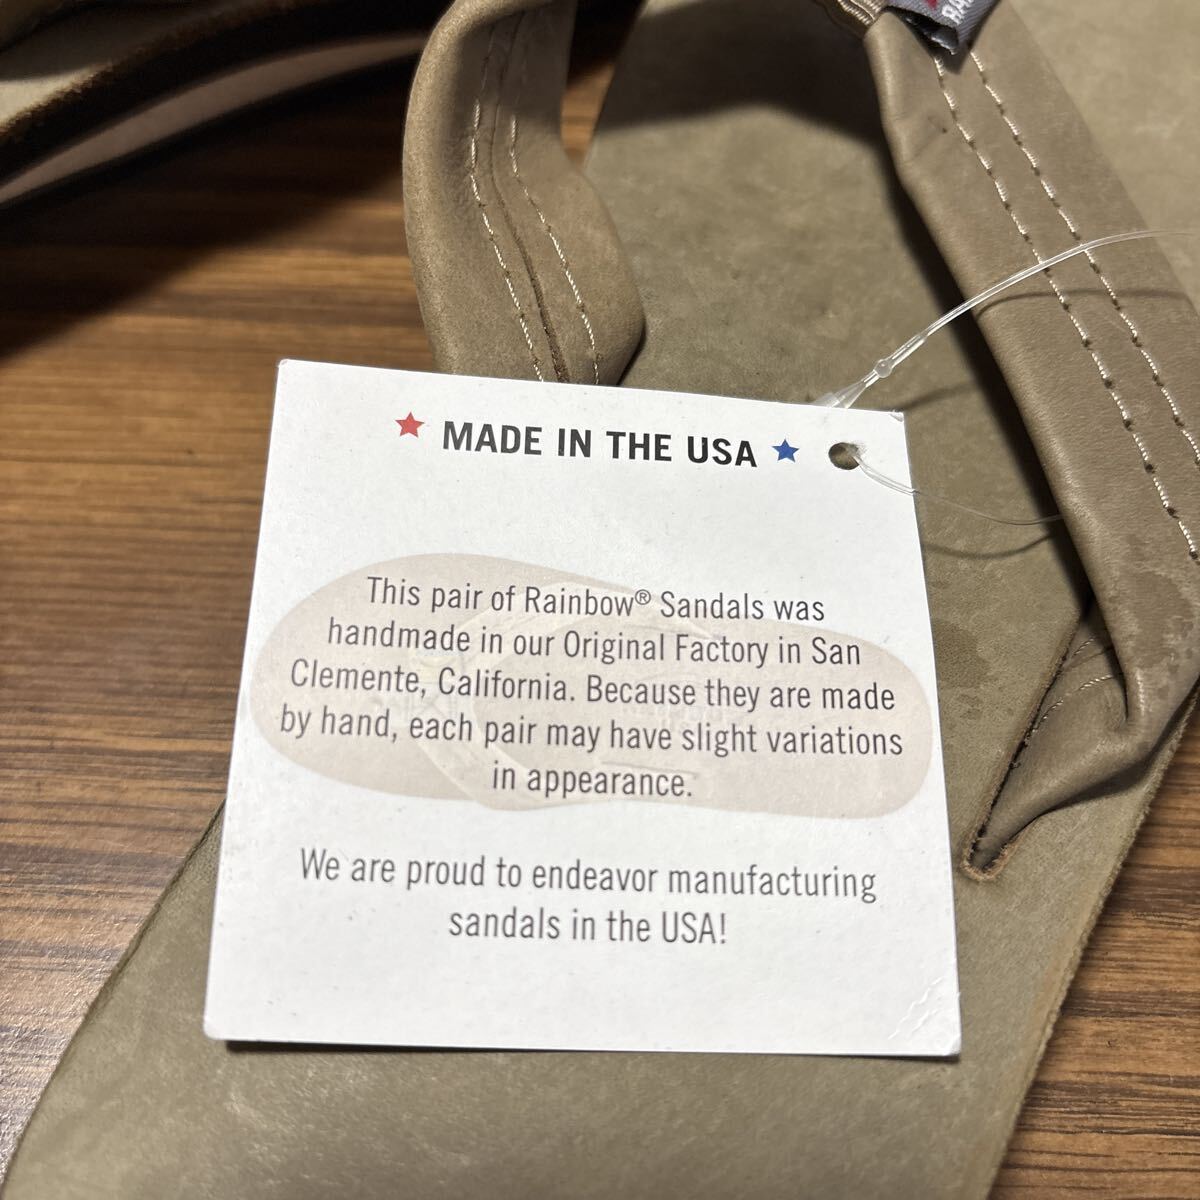 MADE IN THE USA
This pair of Rainbow® Sandals was
handmade in our Original Factory in San
Clemente, California. Because they are made
by hand, each pair may have slight variations
in appearance.
We are proud to endeavor manufacturing
sandals in the USA!